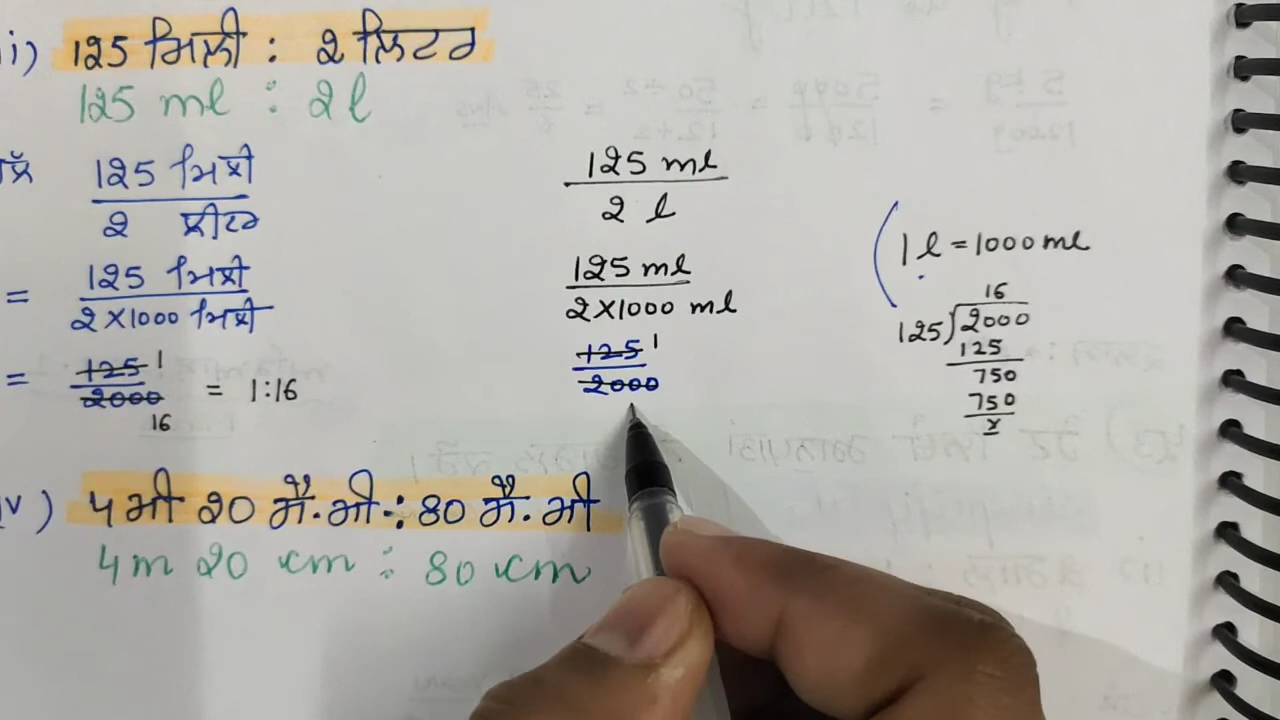 ii) 125 ਮਿਲੀ : 2 ਲਿਟਰ
125 ml : 2 l
125 ਮਿਲੀ
2 ਲੀਟਰ
= 125 ਮਿਲੀ
2×1000 ਮਿਲੀ
= 125 1
2000 = 1:16
16
125 ml
2 l
125 ml
2×1000 ml
125 1
2000
1 l = 1000 ml
16
125)2000
125
750
750
x
iv) 4 ਮੀ 20 ਸੈਂ.ਮੀ : 80 ਸੈਂ.ਮੀ
4m 20 cm : 80 cm